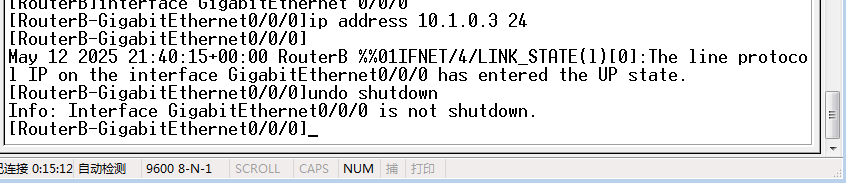 [RouterB]interface GigabitEthernet 0/0/0
[RouterB-GigabitEthernet0/0/0]ip address 10.1.0.3 24
[RouterB-GigabitEthernet0/0/0]
May 12 2025 21:40:15+00:00 RouterB %%01IFNET/4/LINK_STATE(l)[0]:The line protoco
l IP on the interface GigabitEthernet0/0/0 has entered the UP state.
[RouterB-GigabitEthernet0/0/0]undo shutdown
Info: Interface GigabitEthernet0/0/0 is not shutdown.
[RouterB-GigabitEthernet0/0/0]_
已连接 0:15:12 自动检测 9600 8-N-1 SCROLL CAPS NUM 捕 打印